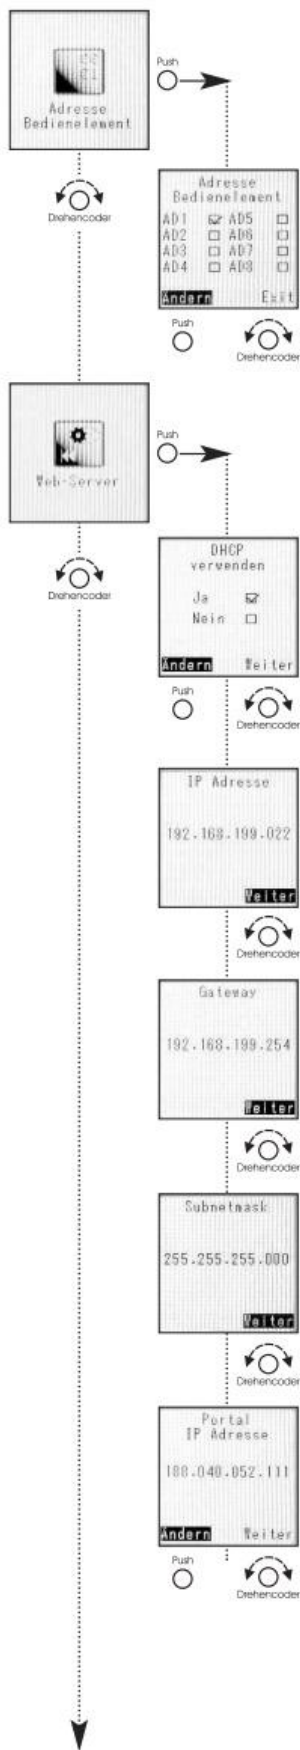 Adresse
Bedienelement
Push
Drehencoder
Adresse
Bedienelement
AD1 AD5
AD2 AD6
AD3 AD7
AD4 AD8
Ändern Exit
Push
Drehencoder
Web-Server
Push
Drehencoder
DHCP
verwenden
Ja
Nein
Ändern Weiter
Push
Drehencoder
IP Adresse
192.168.199.022
Weiter
Drehencoder
Gateway
192.168.199.254
Weiter
Drehencoder
Subnetmask
255.255.255.000
Weiter
Drehencoder
Portal
IP Adresse
188.040.052.111
Ändern Weiter
Push
Drehencoder